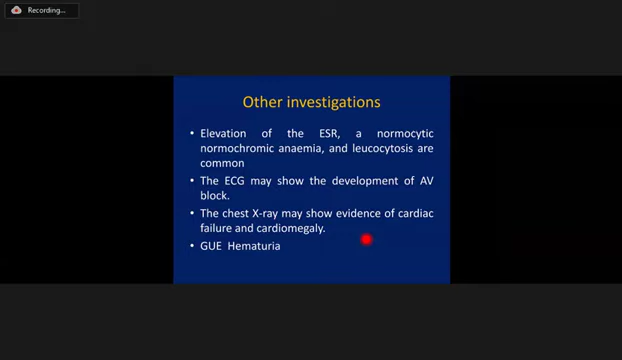 Recording...
Other investigations
• Elevation of the ESR, a normocytic
normochromic anaemia, and leucocytosis are
common
• The ECG may show the development of AV
block.
• The chest X-ray may show evidence of cardiac
failure and cardiomegaly.
• GUE Hematuria